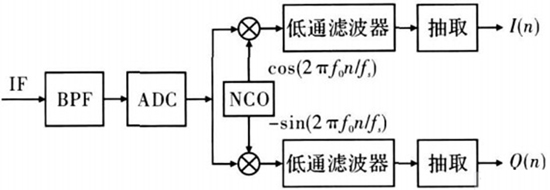 低通滤波器
抽取
I(n)
cos(2πf₀n/fₛ)
IF
BPF
ADC
NCO
−sin(2πf₀n/fₛ)
低通滤波器
抽取
Q(n)